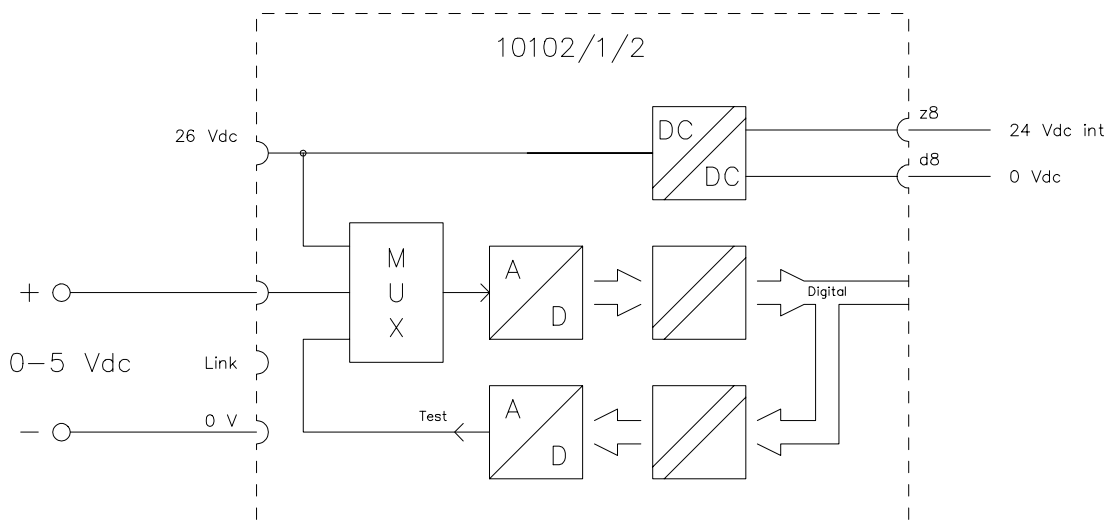 10102/1/2
z8
26 Vdc
DC
24 Vdc int
d8
DC
0 Vdc
M
U
X
A
D
+
Digital
0-5 Vdc
Link
0 V
Test
A
D
-